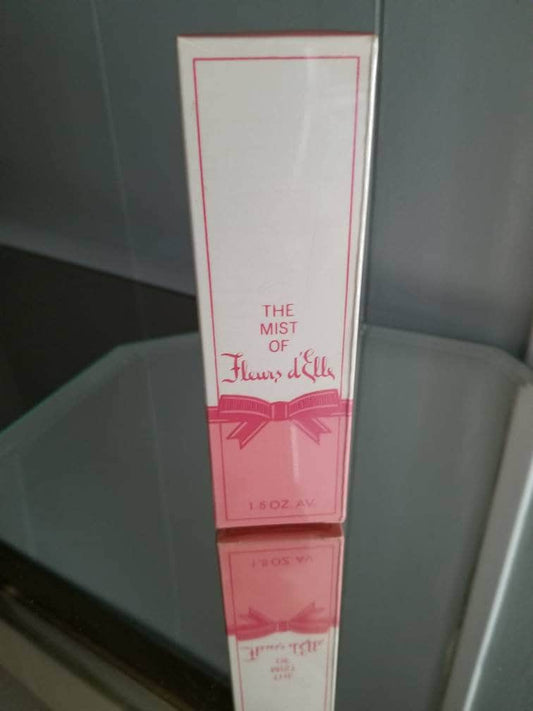 THE
MIST
OF
Fleurs d'Elle
1.5 OZ. AV.